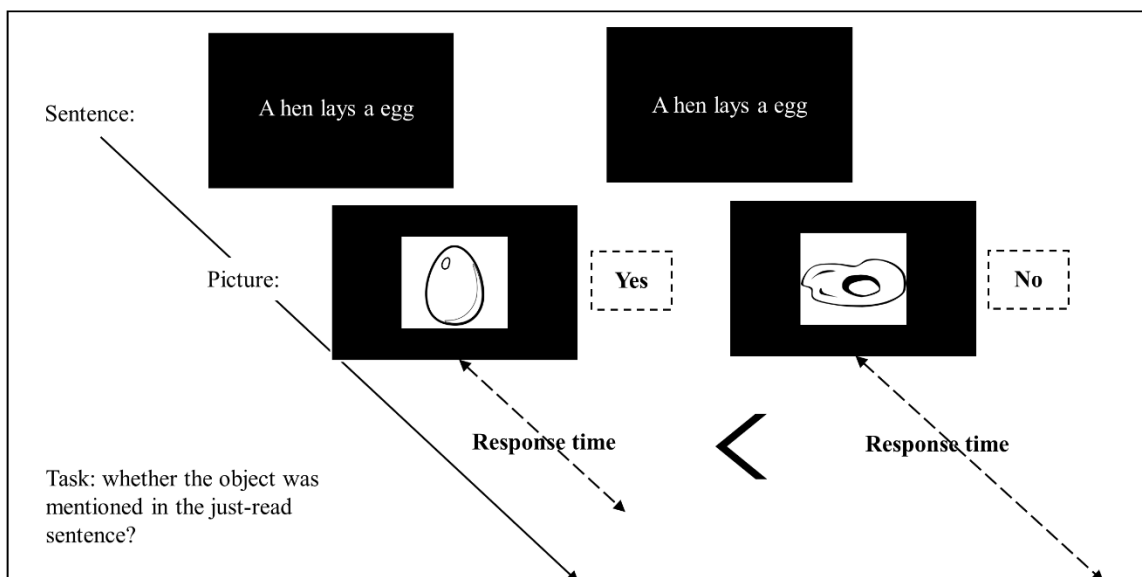 A hen lays a egg
A hen lays a egg
Sentence:
Picture:
Yes
No
Response time
<
Response time
Task: whether the object was
mentioned in the just-read
sentence?